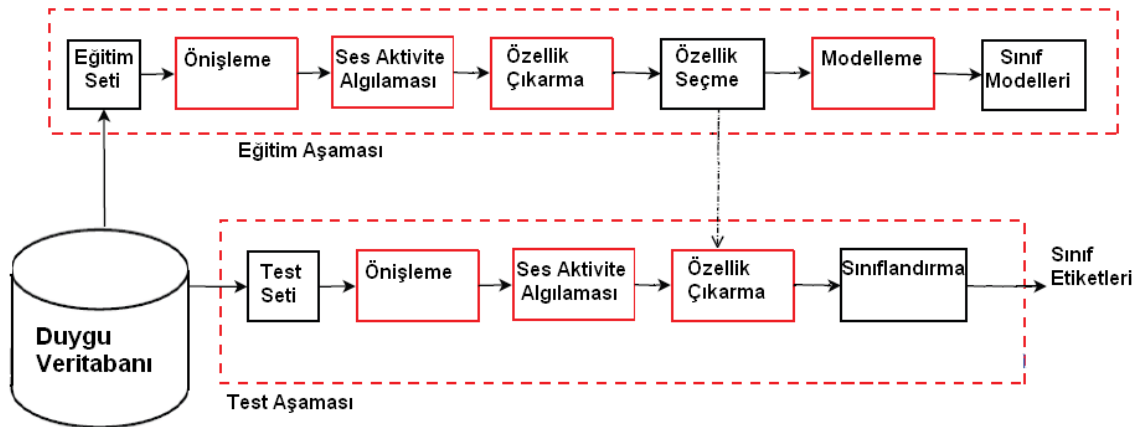 Eğitim
Seti
Önişleme
Ses Aktivite
Algılaması
Özellik
Çıkarma
Özellik
Seçme
Modelleme
Sınıf
Modelleri
Eğitim Aşaması
Duygu
Veritabanı
Test
Seti
Önişleme
Ses Aktivite
Algılaması
Özellik
Çıkarma
Sınıflandırma
Sınıf
Etiketleri
Test Aşaması